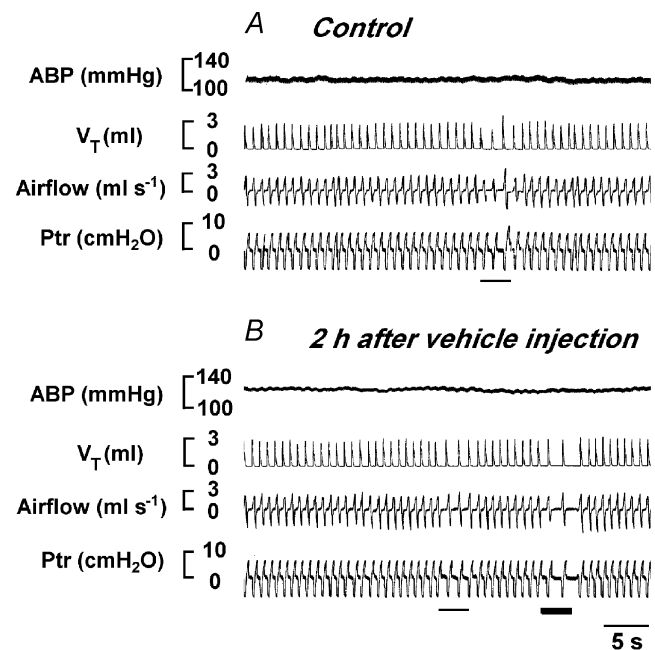 A Control
ABP (mmHg) 140
100
VT (ml) 3
0
Airflow (ml s-1) 3
0
Ptr (cmH2O) 10
0
B 2 h after vehicle injection
ABP (mmHg) 140
100
VT (ml) 3
0
Airflow (ml s-1) 3
0
Ptr (cmH2O) 10
0
5 s